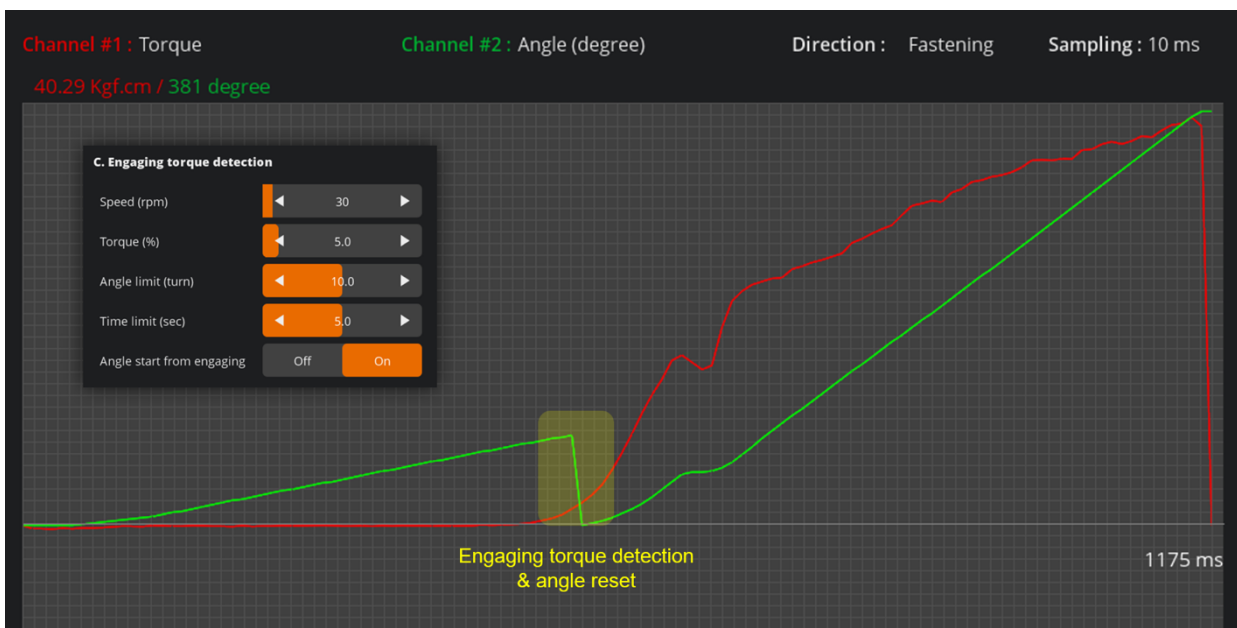 Channel #1 : Torque Channel #2 : Angle (degree) Direction : Fastening Sampling : 10 ms
40.29 Kgf.cm / 381 degree
C. Engaging torque detection
Speed (rpm) 30
Torque (%) 5.0
Angle limit (turn) 10.0
Time limit (sec) 5.0
Angle start from engaging Off On
Engaging torque detection
& angle reset
1175 ms